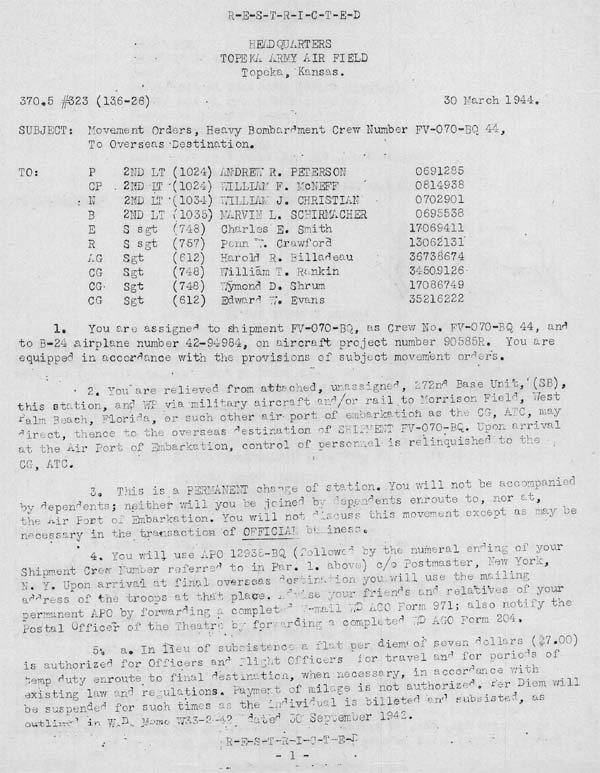 R-E-S-T-R-I-C-T-E-D
HEADQUARTERS
TOPEKA ARMY AIR FIELD
Topeka, Kansas.
370.5 #323 (136-26) 30 March 1944.
SUBJECT: Movement Orders, Heavy Bombardment Crew Number FV-070-BQ 44,
To Overseas Destination.
TO: P 2ND LT (1024) ANDREW R. PETERSON 0691285
CP 2ND LT (1024) WILLIAM F. McNEFF 0814938
N 2ND LT (1034) WILLIAM J. CHRISTIAN 0702901
B 2ND LT (1035) MARVIN L. SCHIRMACHER 0695538
E S sgt (748) Charles E. Smith 17069411
R S sgt (757) Penn W. Crawford 13062131
AG Sgt (612) Harold R. Billadeau 36738674
CG Sgt (748) William T. Rankin 34509126
CG Sgt (748) Wymond D. Shrum 17086749
CG Sgt (612) Edward W. Evans 35216222
1. You are assigned to shipment FV-070-BQ, as Crew No. FV-070-BQ 44, and
to B-24 airplane number 42-94984, on aircraft project number 90585R. You are
equipped in accordance with the provisions of subject movement orders.
2. You are relieved from attached, unassigned, 272nd Base Unit, (SB),
this station, and WP via military aircraft and/or rail to Morrison Field, West
Palm Beach, Florida, or such other air port of embarkation as the CG, ATC, may
direct, thence to the overseas destination of SHIPMENT FV-070-BQ. Upon arrival
at the Air Port of Embarkation, control of personnel is relinquished to the
CG, ATC.
3. This is a PERMANENT change of station. You will not be accompanied
by dependents; neither will you be joined by dependents enroute to, nor at,
the Air Port of Embarkation. You will not discuss this movement except as may be
necessary in the transaction of OFFICIAL business.
4. You will use APO 12938-BQ (followed by the numeral ending of your
Shipment Crew Number referred to in Par. 1. above) c/o Postmaster, New York,
N. Y. Upon arrival at final overseas destination you will use the mailing
address of the troops at that place. Advise your friends and relatives of your
permanent APO by forwarding a completed V-mail WD AGO Form 971; also notify the
Postal Officer of the Theatre by forwarding a completed WD AGO Form 204.
5. a. In lieu of subsistence a flat per diem of seven dollars ($7.00)
is authorized for Officers and Flight Officers for travel and for periods of
temp duty enroute to final destination, when necessary, in accordance with
existing law and regulations. Payment of milage is not authorized. Per Diem will
be suspended for such times as the individual is billeted and subsisted, as
outlined in W.D. Memo W33-2-42, dated 30 September 1942.
R-E-S-T-R-I-C-T-E-D
- 1 -